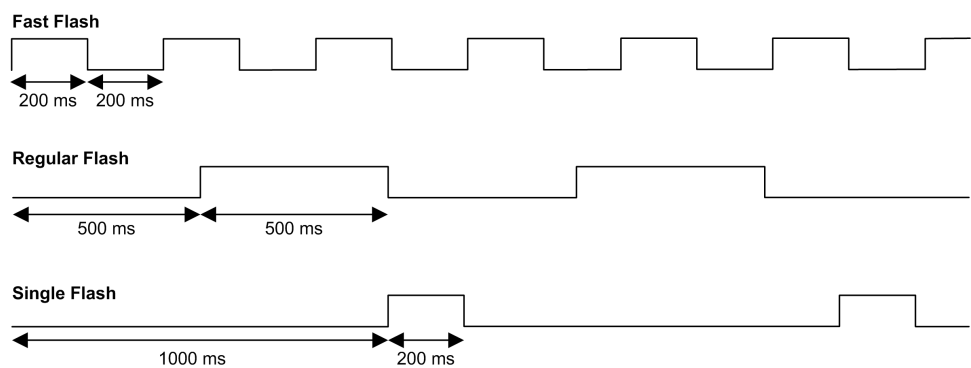 Fast Flash
200 ms 200 ms
Regular Flash
500 ms 500 ms
Single Flash
1000 ms 200 ms